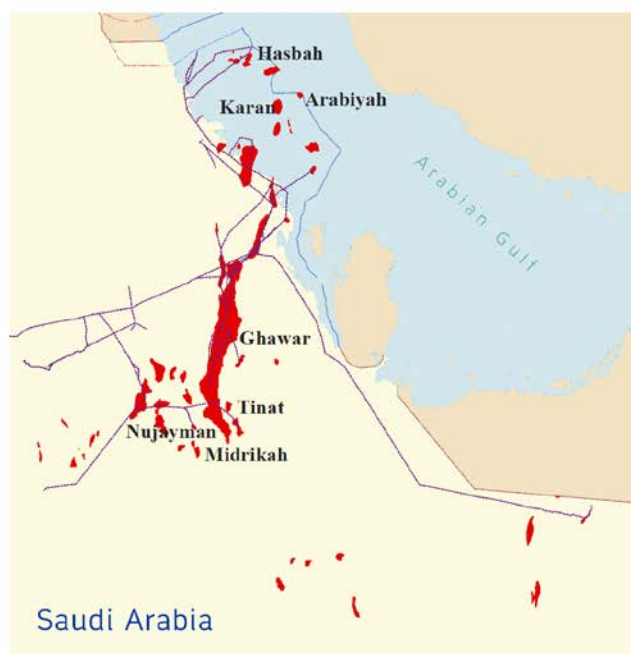 Hasbah
Karan
Arabiyah
Arabian Gulf
Ghawar
Tinat
Nujayman
Midrikah
Saudi Arabia